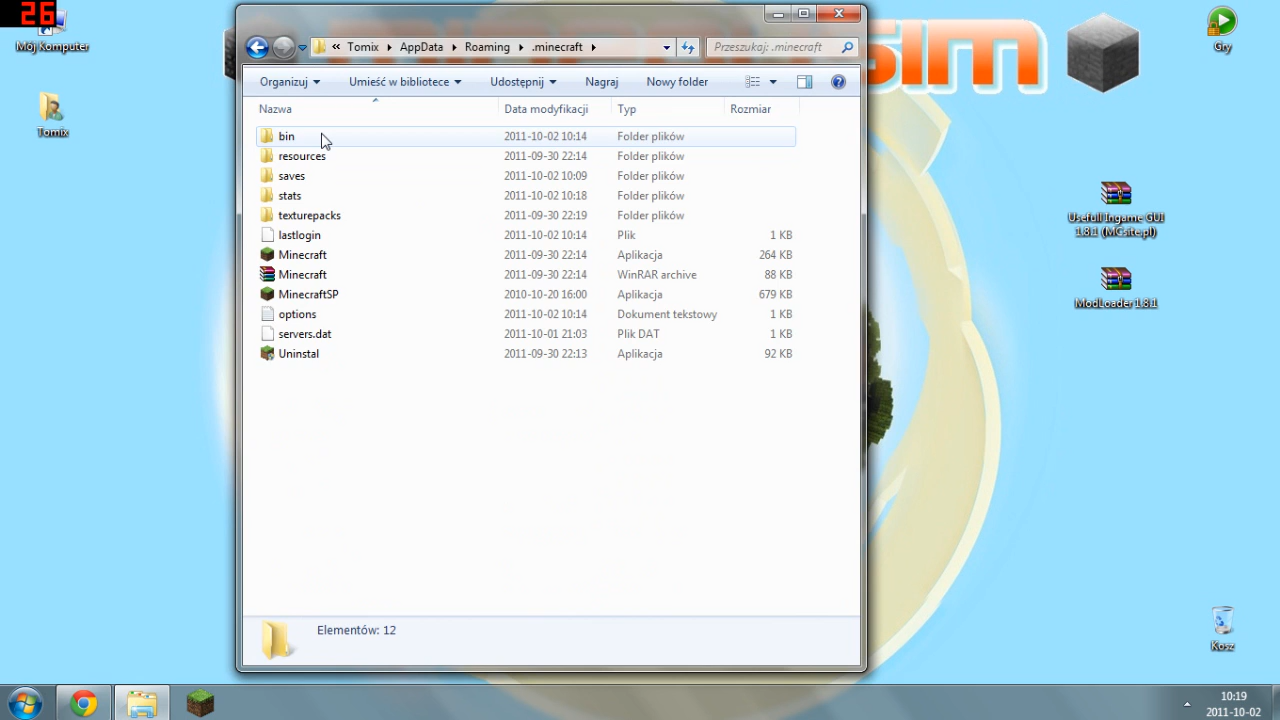 26
Mój Komputer
Tomix
« Tomix AppData Roaming .minecraft
Przeszukaj: .minecraft
Organizuj Umieść w bibliotece Udostępnij Nagraj Nowy folder
Nazwa Data modyfikacji Typ Rozmiar
bin 2011-10-02 10:14 Folder plików
resources 2011-09-30 22:14 Folder plików
saves 2011-10-02 10:09 Folder plików
stats 2011-10-02 10:18 Folder plików
texturepacks 2011-09-30 22:19 Folder plików
lastlogin 2011-10-02 10:14 Plik 1 KB
Minecraft 2011-09-30 22:14 Aplikacja 264 KB
Minecraft 2011-09-30 22:14 WinRAR archive 88 KB
MinecraftSP 2010-10-20 16:00 Aplikacja 679 KB
options 2011-10-02 10:14 Dokument tekstowy 1 KB
servers.dat 2011-10-01 21:03 Plik DAT 1 KB
Uninstal 2011-09-30 22:13 Aplikacja 92 KB
Elementów: 12
SIM
Gry
Usefull Ingame GUI
1.8.1 (MCsite.pl)
ModLoader 1.8.1
Kosz
10:19
2011-10-02